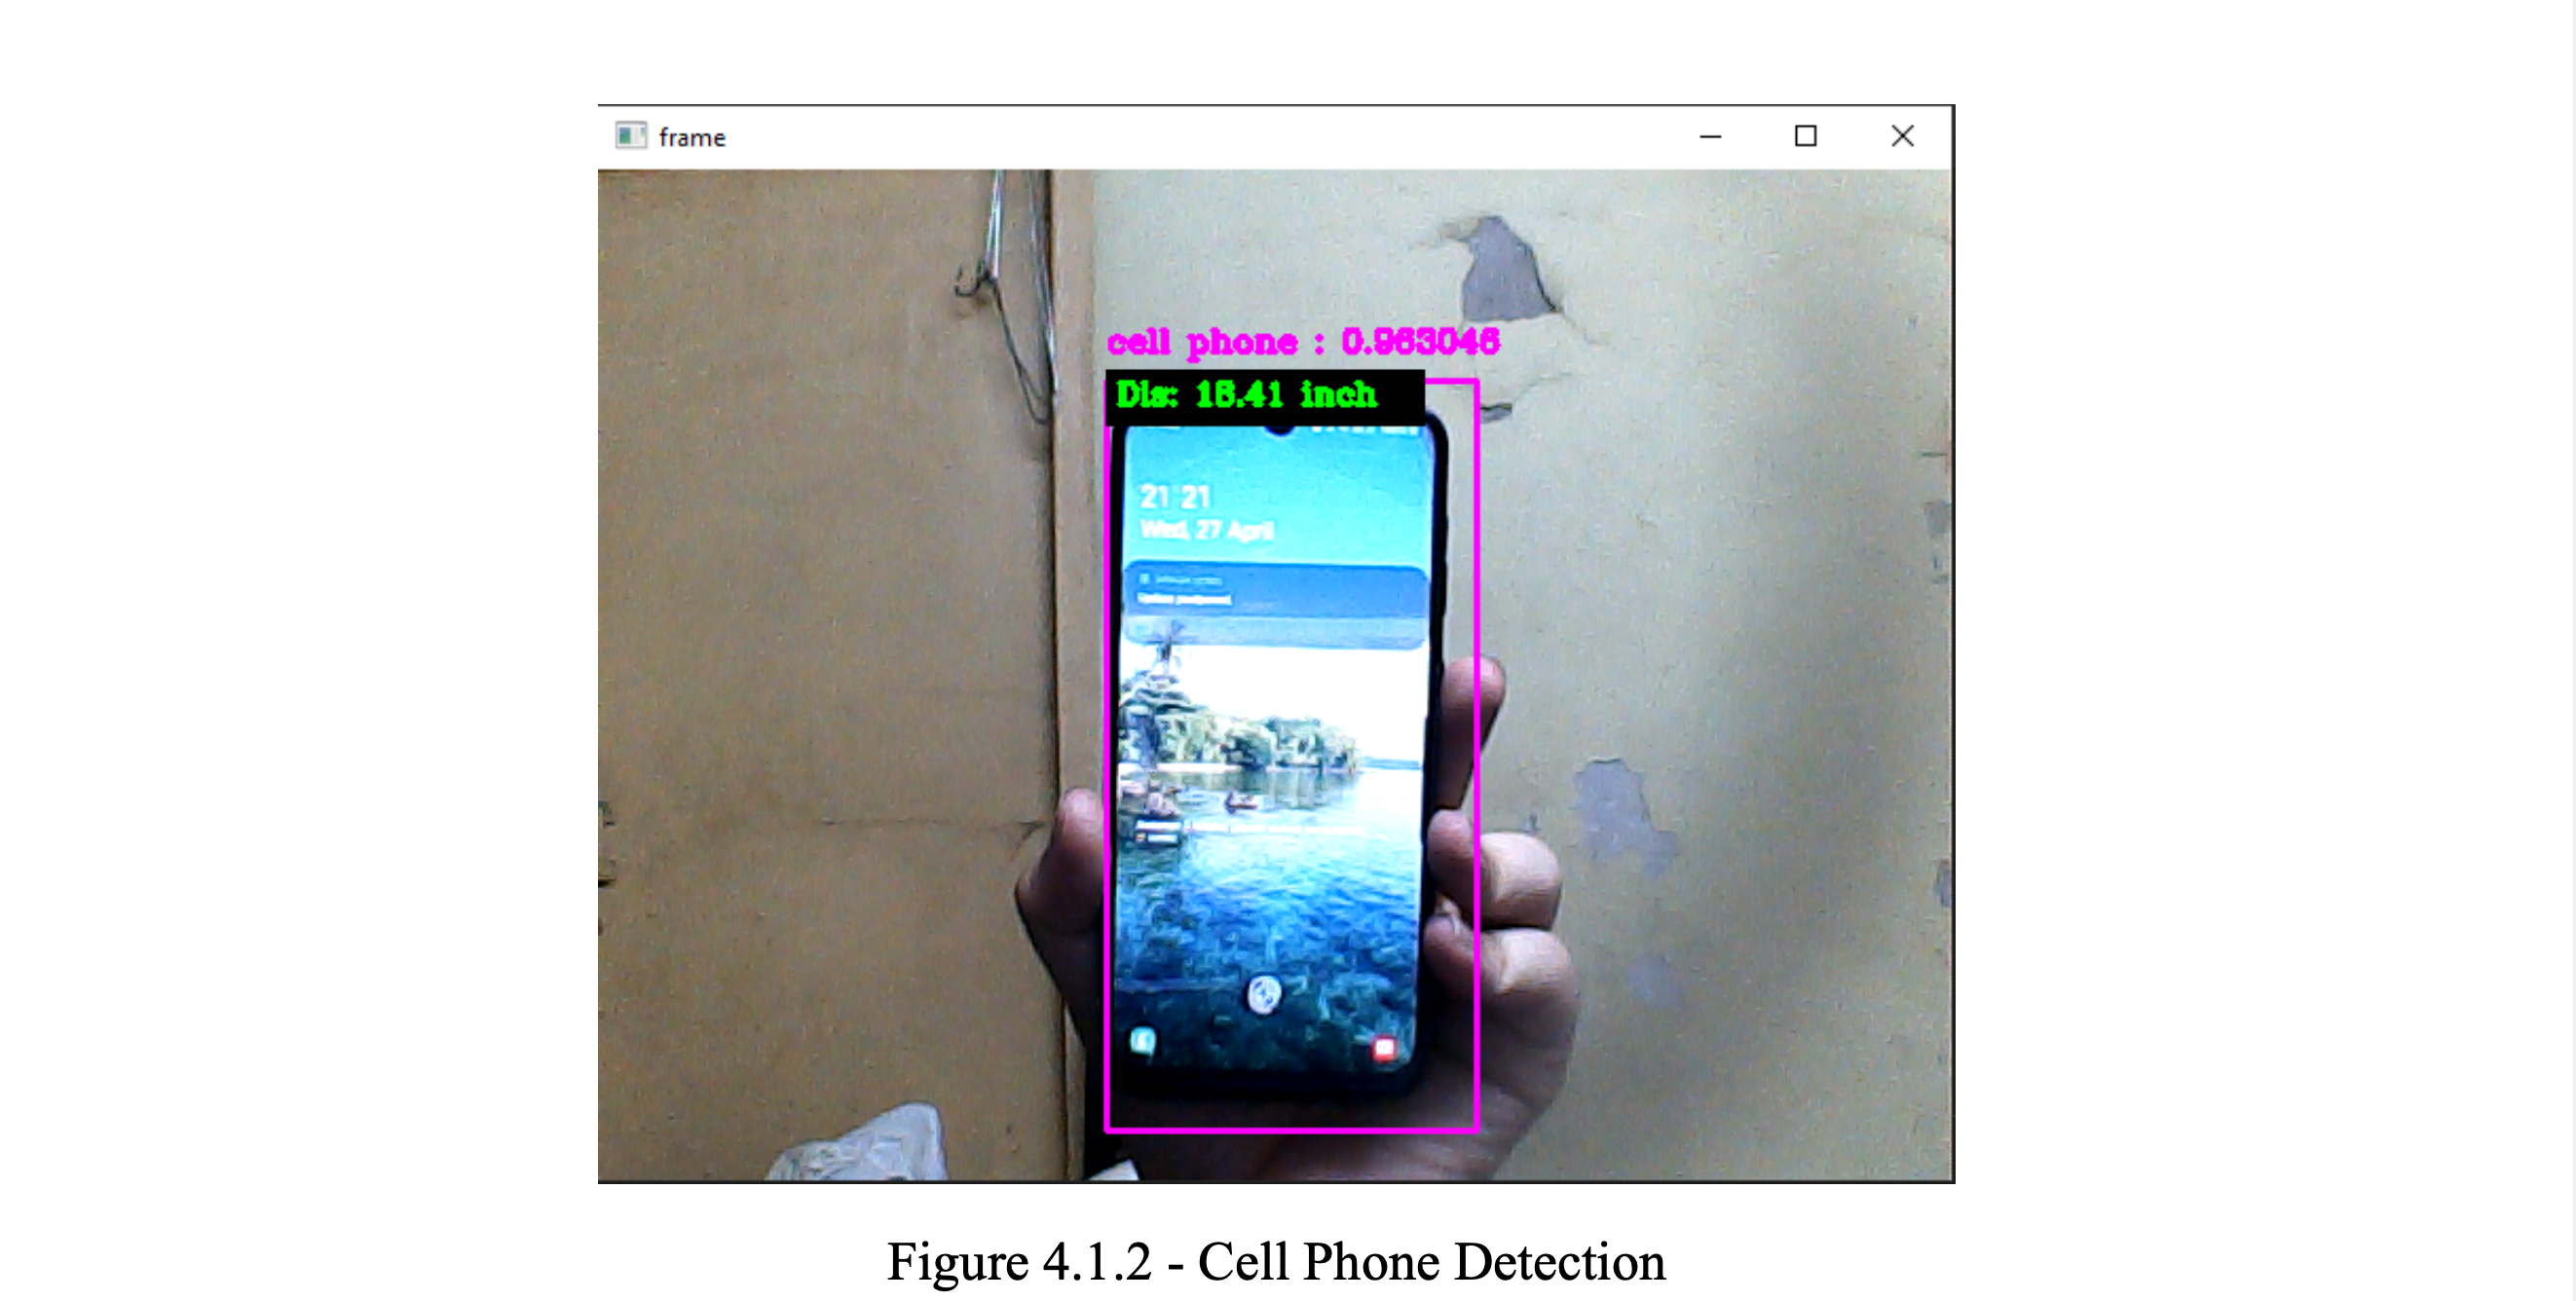 frame
cell phone : 0.963046
Dis: 16.41 inch
21 21
Wed, 27 April
Figure 4.1.2 - Cell Phone Detection